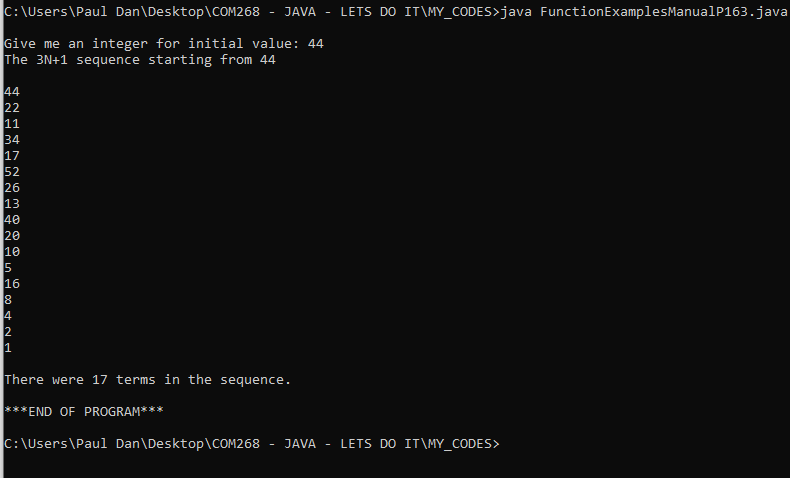 C:\Users\Paul Dan\Desktop\COM268 - JAVA - LETS DO IT\MY_CODES>java FunctionExamplesManualP163.java
Give me an integer for initial value: 44
The 3N+1 sequence starting from 44
44
22
11
34
17
52
26
13
40
20
10
5
16
8
4
2
1
There were 17 terms in the sequence.
***END OF PROGRAM***
C:\Users\Paul Dan\Desktop\COM268 - JAVA - LETS DO IT\MY_CODES>